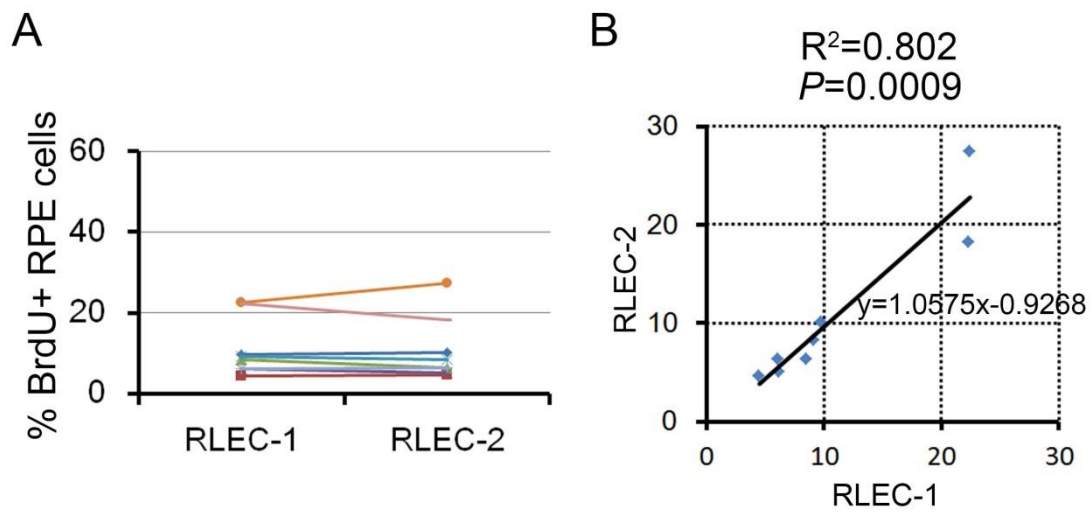 A
% BrdU+ RPE cells
60
40
20
0
RLEC-1
RLEC-2
B
R²=0.802
P=0.0009
RLEC-2
30
20
10
0
y=1.0575x-0.9268
0
10
20
30
RLEC-1